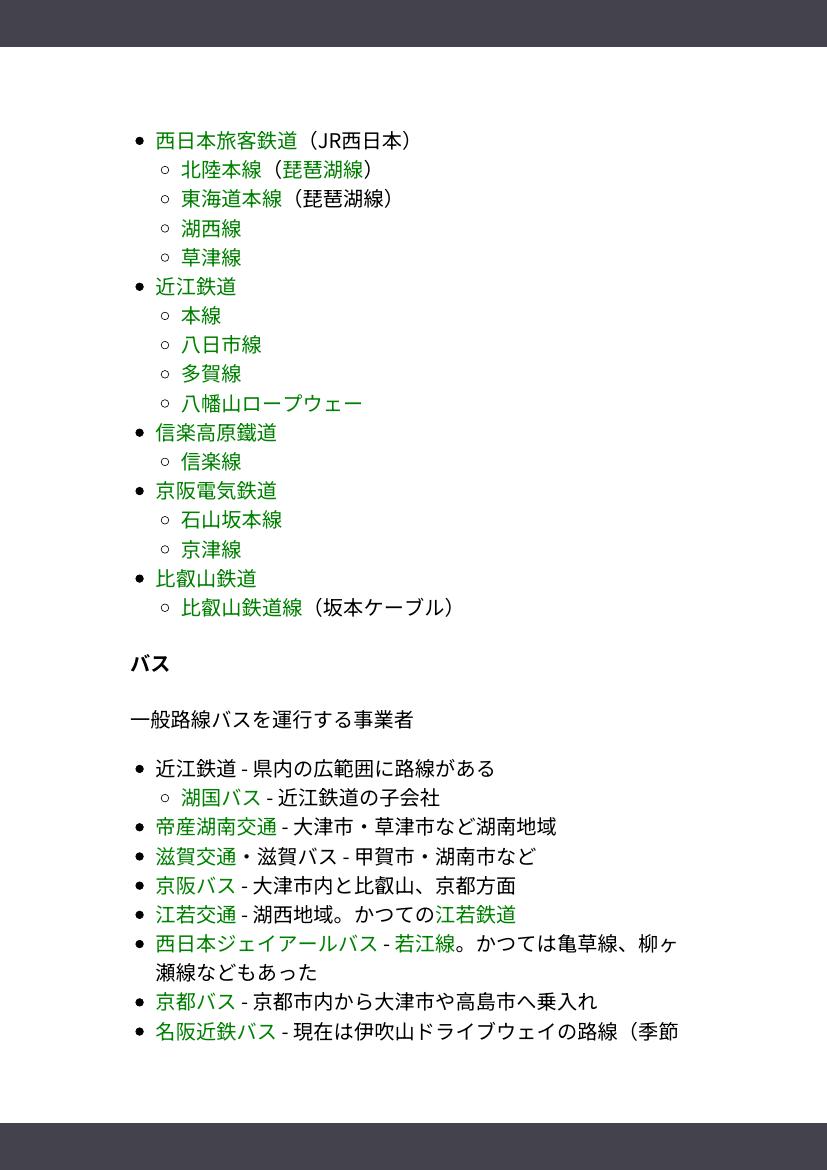 西日本旅客鉄道（JR西日本）
北陸本線（琵琶湖線）
東海道本線（琵琶湖線）
湖西線
草津線
近江鉄道
本線
八日市線
多賀線
八幡山ロープウェー
信楽高原鐵道
信楽線
京阪電気鉄道
石山坂本線
京津線
比叡山鉄道
比叡山鉄道線（坂本ケーブル）
バス
一般路線バスを運行する事業者
近江鉄道 - 県内の広範囲に路線がある
湖国バス - 近江鉄道の子会社
帝産湖南交通 - 大津市・草津市など湖南地域
滋賀交通・滋賀バス - 甲賀市・湖南市など
京阪バス - 大津市内と比叡山、京都方面
江若交通 - 湖西地域。かつての江若鉄道
西日本ジェイアールバス - 若江線。かつては亀草線、柳ヶ
瀬線などもあった
京都バス - 京都市内から大津市や高島市へ乗入れ
名阪近鉄バス - 現在は伊吹山ドライブウェイの路線（季節